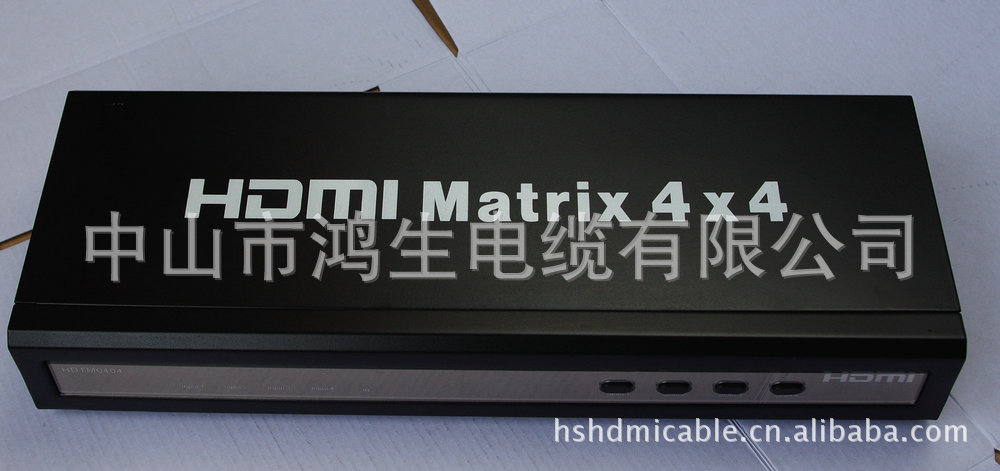 HDMI Matrix 4 x 4
中山市鸿生电缆有限公司
HDTM0404
HDMI
hshdmicable.cn.alibaba.com